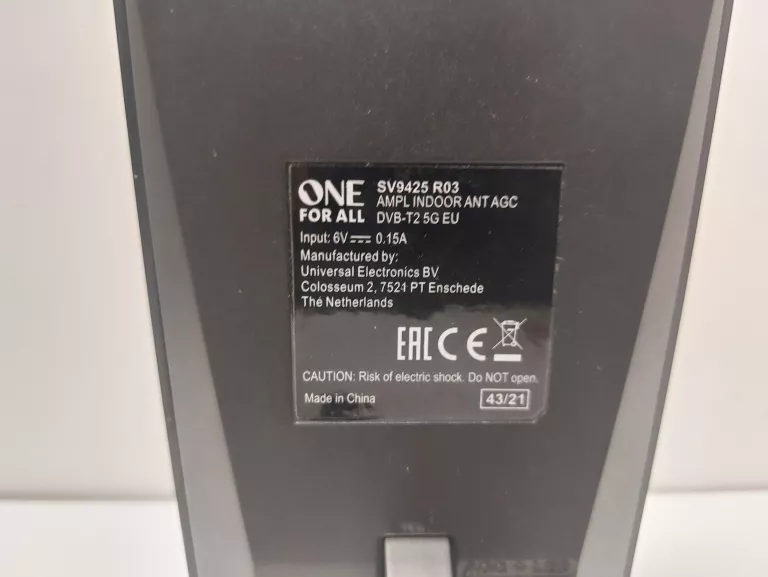 ONE
FOR ALL
SV9425 R03
AMPL INDOOR ANT AGC
DVB-T2 5G EU
Input: 6V 0.15A
Manufactured by:
Universal Electronics BV
Colosseum 2, 7521 PT Enschede
The Netherlands
EAC CE
CAUTION: Risk of electric shock. Do NOT open.
Made in China
43/21